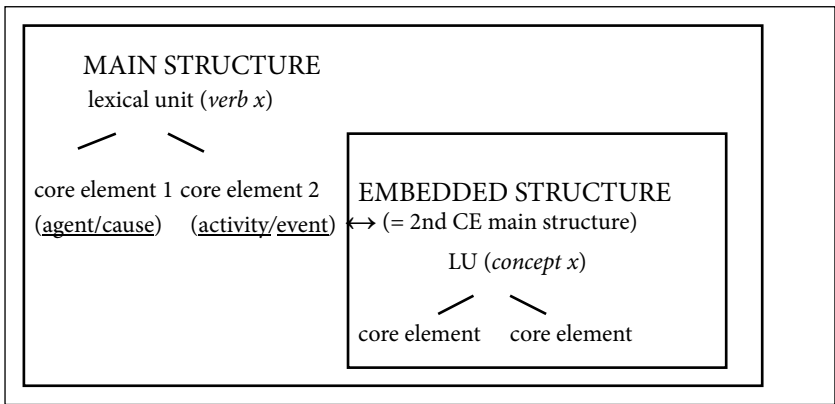 MAIN STRUCTURE
lexical unit (verb x)
core element 1 core element 2
(agent/cause) (activity/event) ↔ (= 2nd CE main structure)
EMBEDDED STRUCTURE
LU (concept x)
core element core element